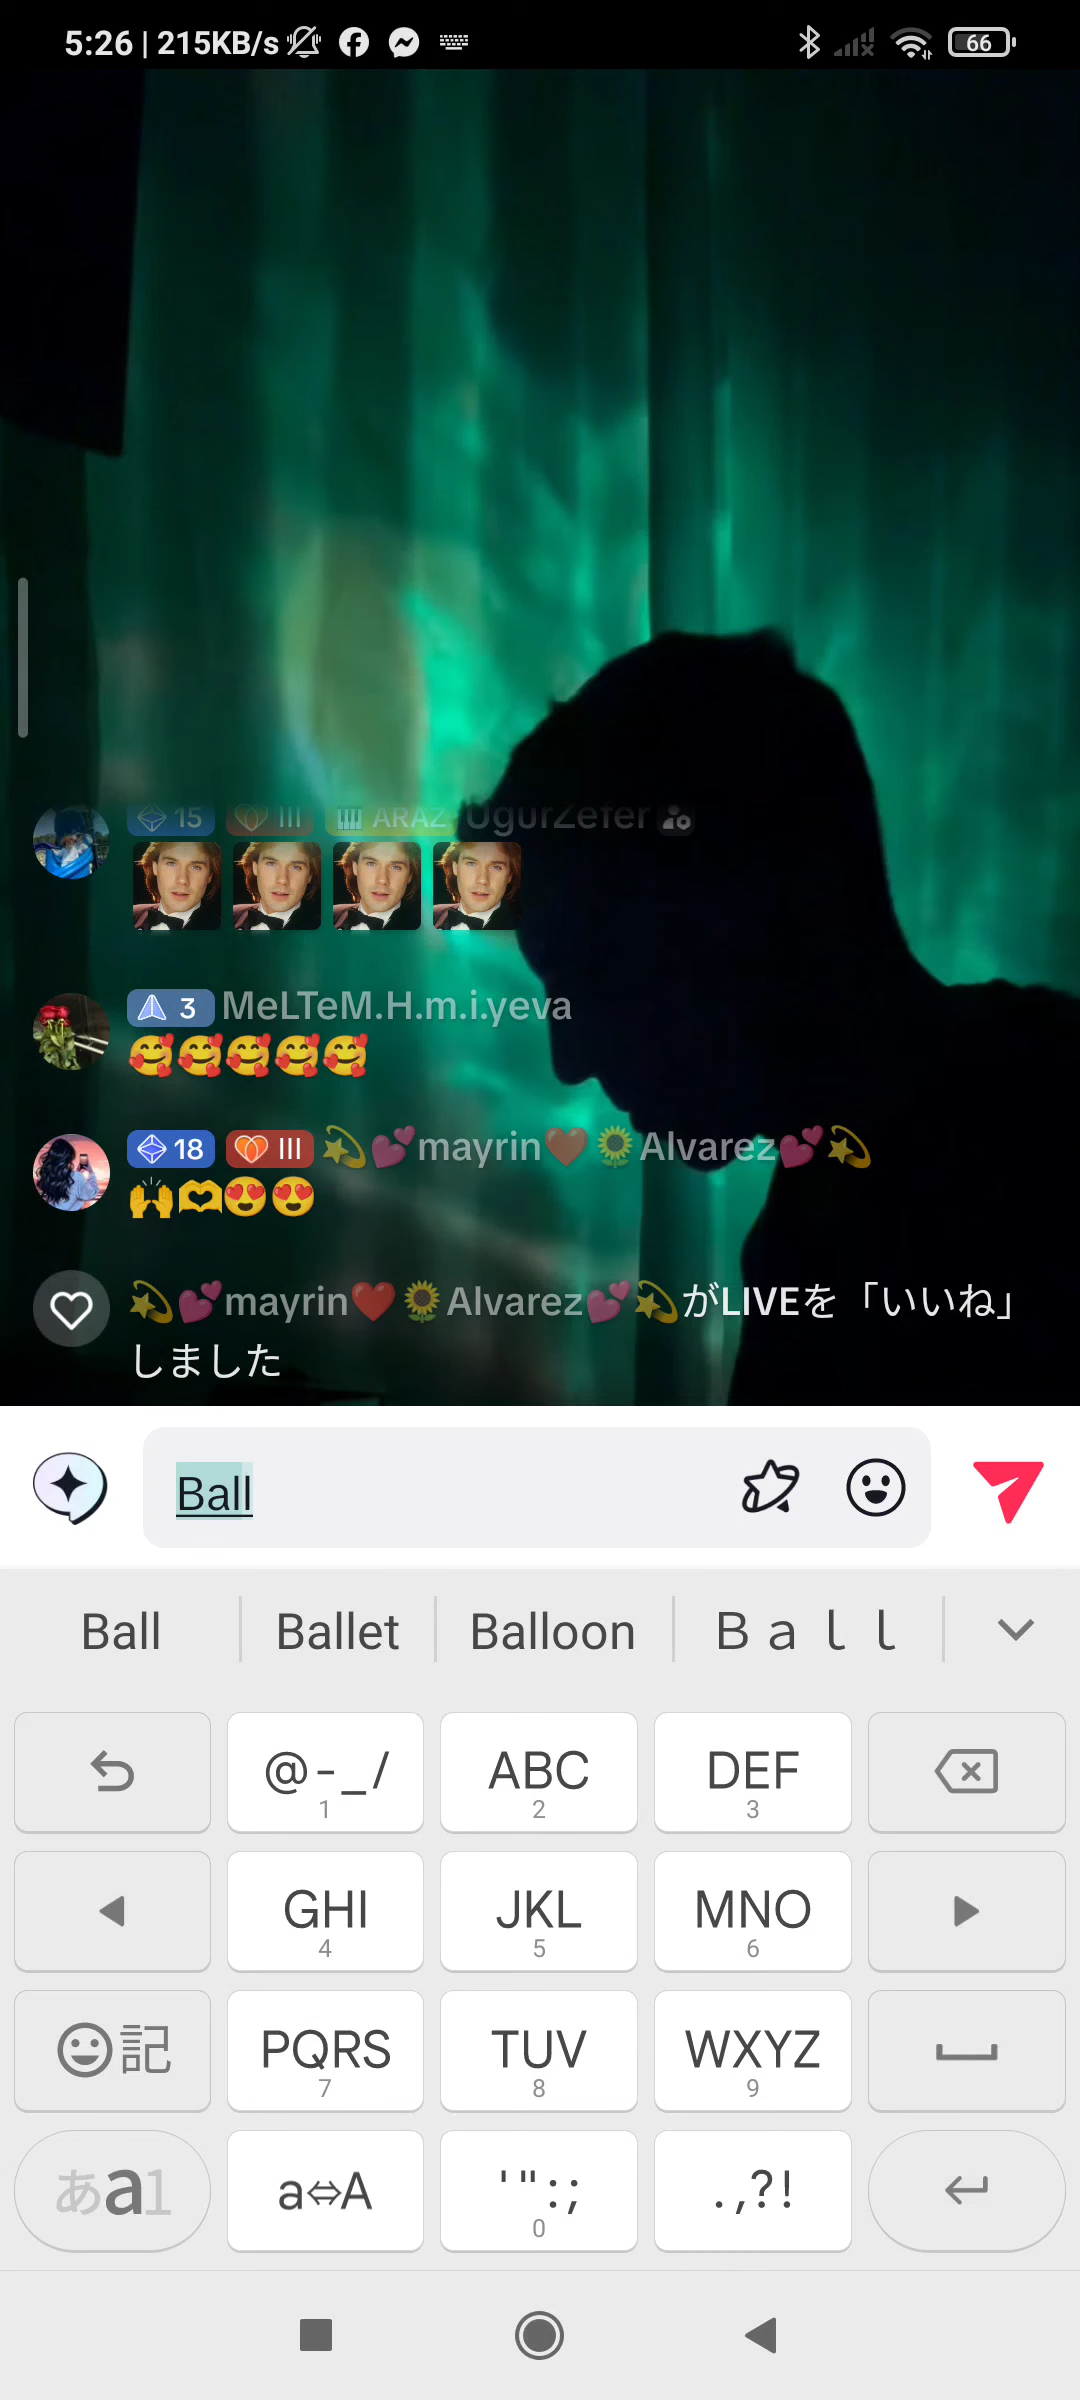 5:26 | 215KB/s 66
15 III ARAZ UgurZefer
3 MeLTeM.H.m.i.yeva
🥰🥰🥰🥰🥰
18 III 💫💕mayrin❤️🌻Alvarez💕💫
🙌🫶😍😍
💫💕mayrin❤️🌻Alvarez💕💫がLIVEを「いいね」
しました
Ball
Ball Ballet Balloon Ｂａｌｌ
@-_/ ABC DEF
1 2 3
GHI JKL MNO
4 5 6
記 PQRS TUV WXYZ
7 8 9
あa1 a⇔A '":; .,?!
0